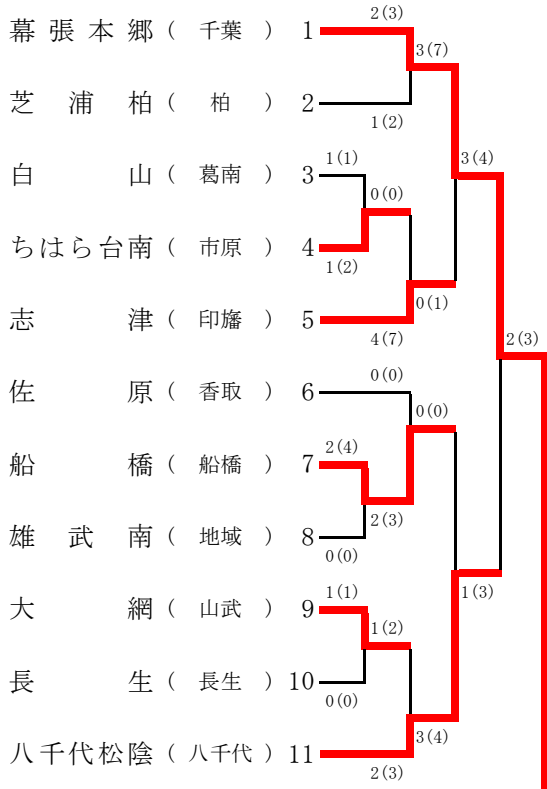 2(3)
幕張本郷 ( 千葉 ) 1
3(7)
芝浦柏 ( 柏 ) 2
1(2)
1(1)
3(4)
白山 ( 葛南 ) 3
0(0)
ちはら台南 ( 市原 ) 4
1(2)
0(1)
志津 ( 印旛 ) 5
4(7)
2(3)
0(0)
佐原 ( 香取 ) 6
0(0)
2(4)
船橋 ( 船橋 ) 7
2(3)
雄武南 ( 地域 ) 8
0(0)
1(1)
1(3)
大網 ( 山武 ) 9
1(2)
長生 ( 長生 ) 10
0(0)
3(4)
八千代松陰 ( 八千代 ) 11
2(3)